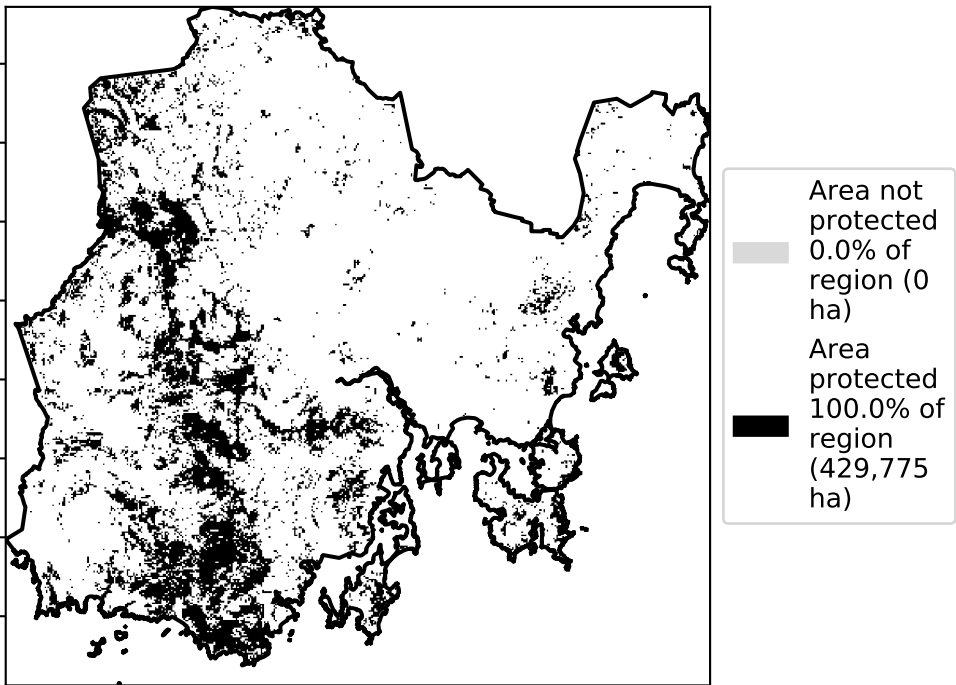 Area not
protected
0.0% of
region (0
ha)
Area
protected
100.0% of
region
(429,775
ha)